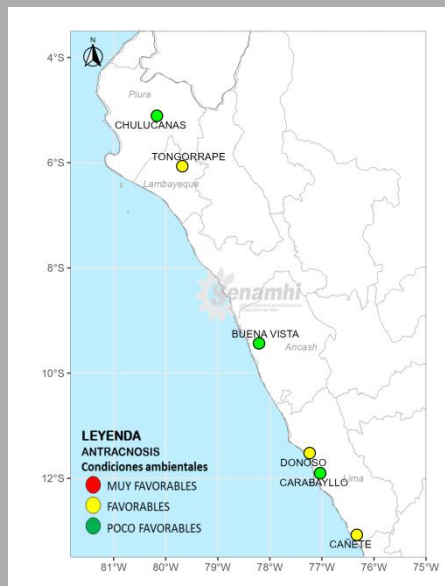 N
4°S
Piura
CHULUCANAS
TONGORRAPE
6°S
Lambayeque
8°S
Senamhi
BUENA VISTA
Ancash
10°S
LEYENDA
ANTRACNOSIS
Condiciones ambientales
MUY FAVORABLES
FAVORABLES
POCO FAVORABLES
DONOSO
CARABAYLLO
Lima
12°S
CAÑETE
81°W
80°W
79°W
78°W
77°W
76°W
75°W